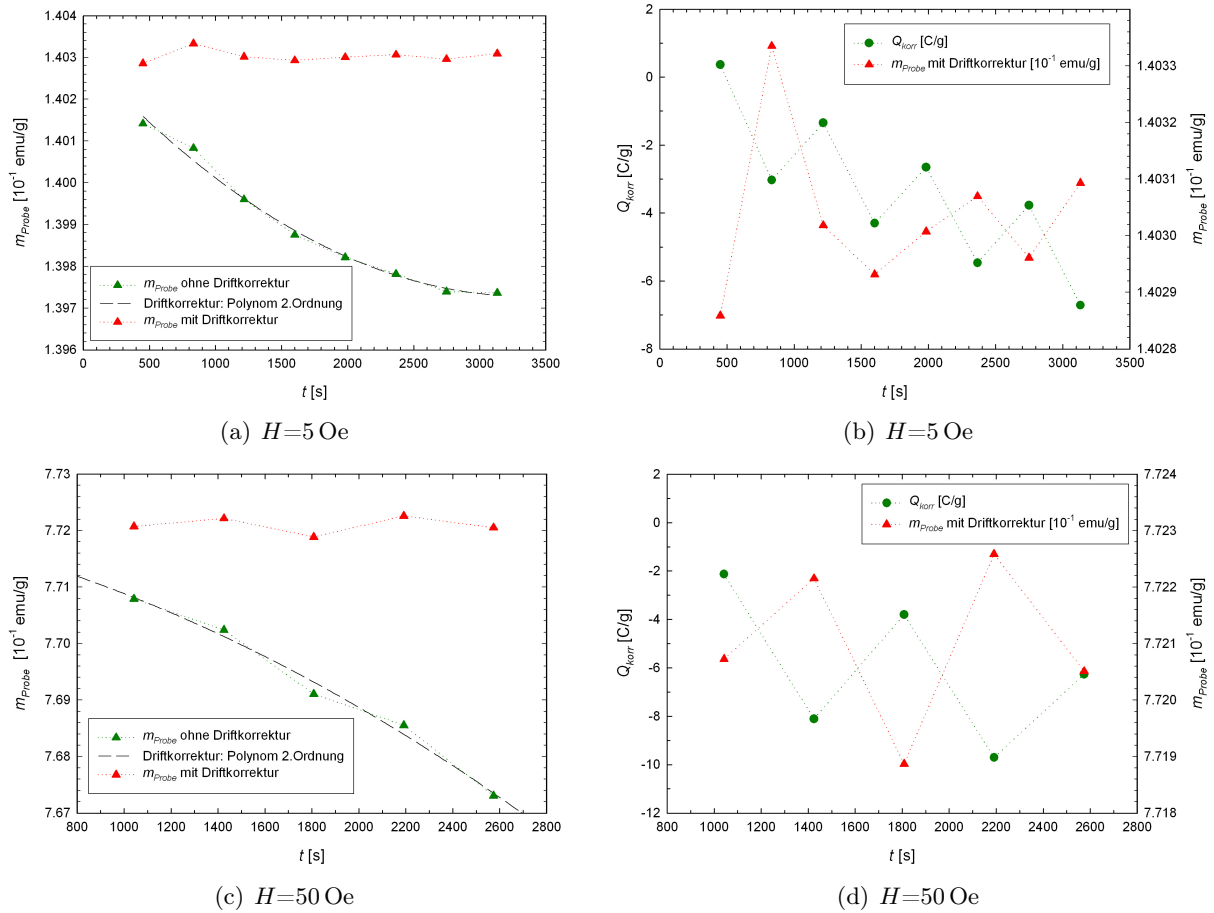 1.404
1.403
1.402
1.401
1.400
1.399
1.398
1.397
1.396
m_Probe [10^-1 emu/g]
m_Probe ohne Driftkorrektur
Driftkorrektur: Polynom 2.Ordnung
m_Probe mit Driftkorrektur
0 500 1000 1500 2000 2500 3000 3500
t [s]
(a) H=5 Oe
2
0
-2
-4
-6
-8
Q_korr [C/g]
Q_korr [C/g]
m_Probe mit Driftkorrektur [10^-1 emu/g]
1.4033
1.4032
1.4031
1.4030
1.4029
1.4028
m_Probe [10^-1 emu/g]
0 500 1000 1500 2000 2500 3000 3500
t [s]
(b) H=5 Oe
7.73
7.72
7.71
7.70
7.69
7.68
7.67
m_Probe [10^-1 emu/g]
m_Probe ohne Driftkorrektur
Driftkorrektur: Polynom 2.Ordnung
m_Probe mit Driftkorrektur
800 1000 1200 1400 1600 1800 2000 2200 2400 2600 2800
t [s]
(c) H=50 Oe
2
0
-2
-4
-6
-8
-10
-12
Q_korr [C/g]
Q_korr [C/g]
m_Probe mit Driftkorrektur [10^-1 emu/g]
7.724
7.723
7.722
7.721
7.720
7.719
7.718
m_Probe [10^-1 emu/g]
800 1000 1200 1400 1600 1800 2000 2200 2400 2600 2800
t [s]
(d) H=50 Oe